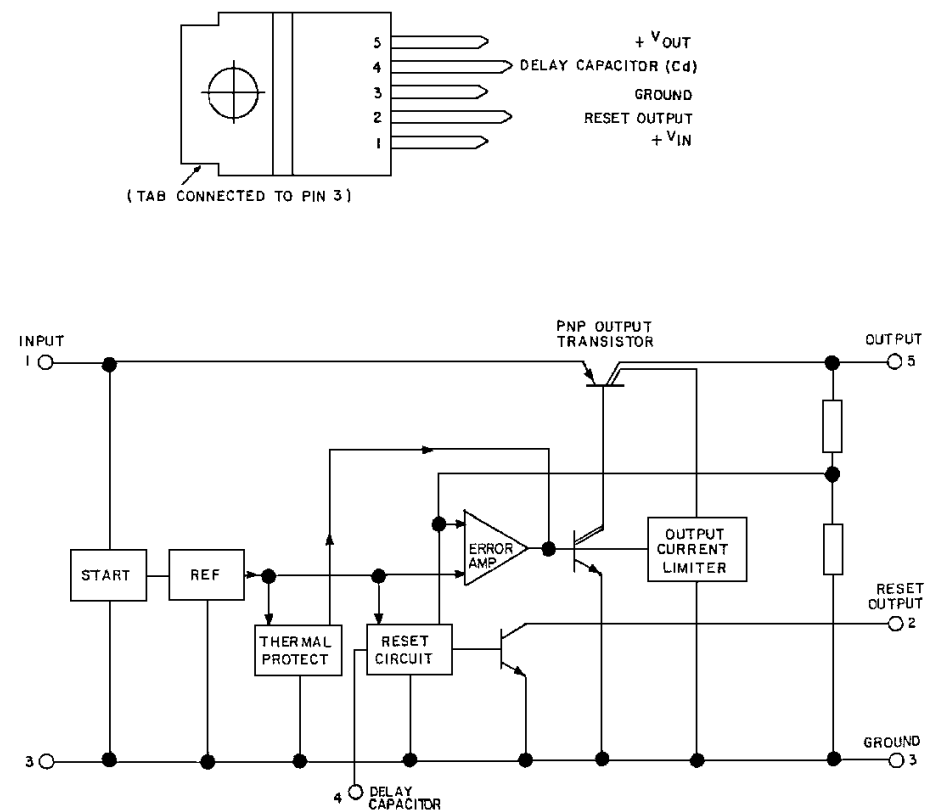 5 + VOUT
4 DELAY CAPACITOR (Cd)
3 GROUND
2 RESET OUTPUT
1 + VIN
(TAB CONNECTED TO PIN 3)
PNP OUTPUT
TRANSISTOR
INPUT
1
OUTPUT
5
ERROR
AMP
OUTPUT
CURRENT
LIMITER
START
REF
THERMAL
PROTECT
RESET
CIRCUIT
RESET
OUTPUT
2
3
GROUND
3
4 DELAY
CAPACITOR